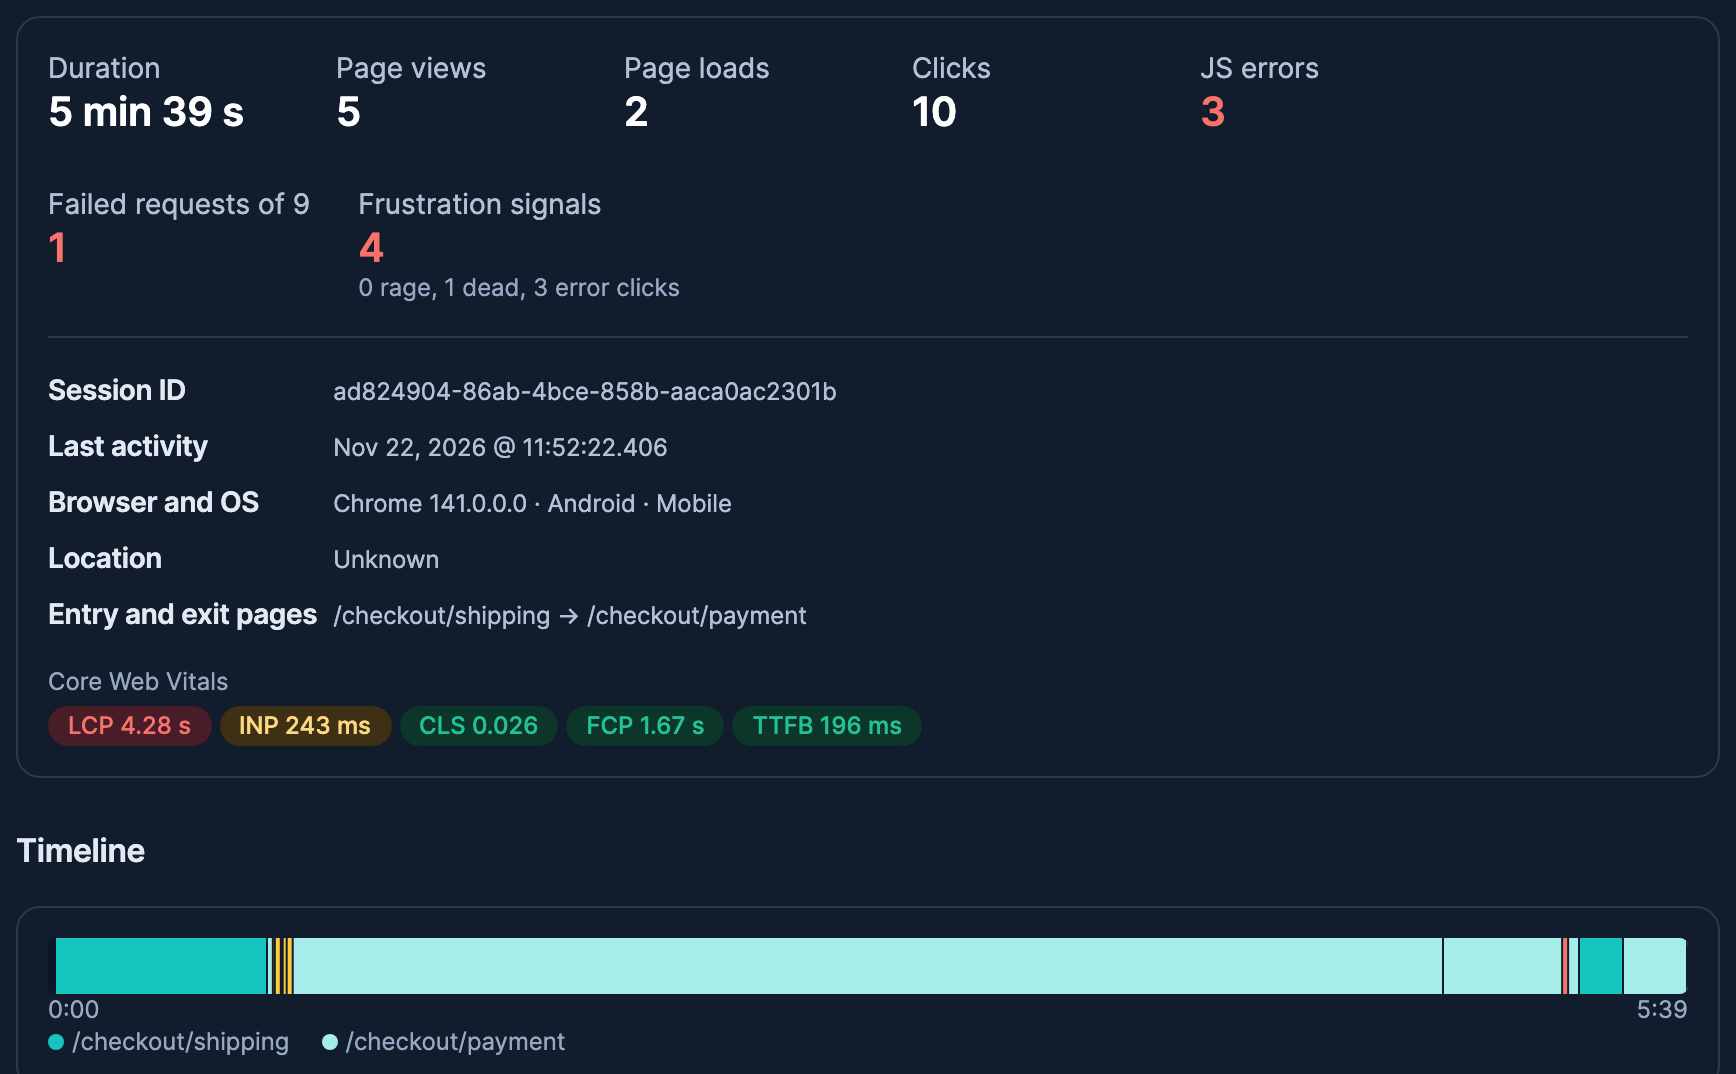 Duration Page views Page loads Clicks JS errors
5 min 39 s 5 2 10 3
Failed requests of 9 Frustration signals
1 4
0 rage, 1 dead, 3 error clicks
Session ID ad824904-86ab-4bce-858b-aaca0ac2301b
Last activity Nov 22, 2026 @ 11:52:22.406
Browser and OS Chrome 141.0.0.0 · Android · Mobile
Location Unknown
Entry and exit pages /checkout/shipping → /checkout/payment
Core Web Vitals
LCP 4.28 s INP 243 ms CLS 0.026 FCP 1.67 s TTFB 196 ms
Timeline
0:00 5:39
/checkout/shipping /checkout/payment